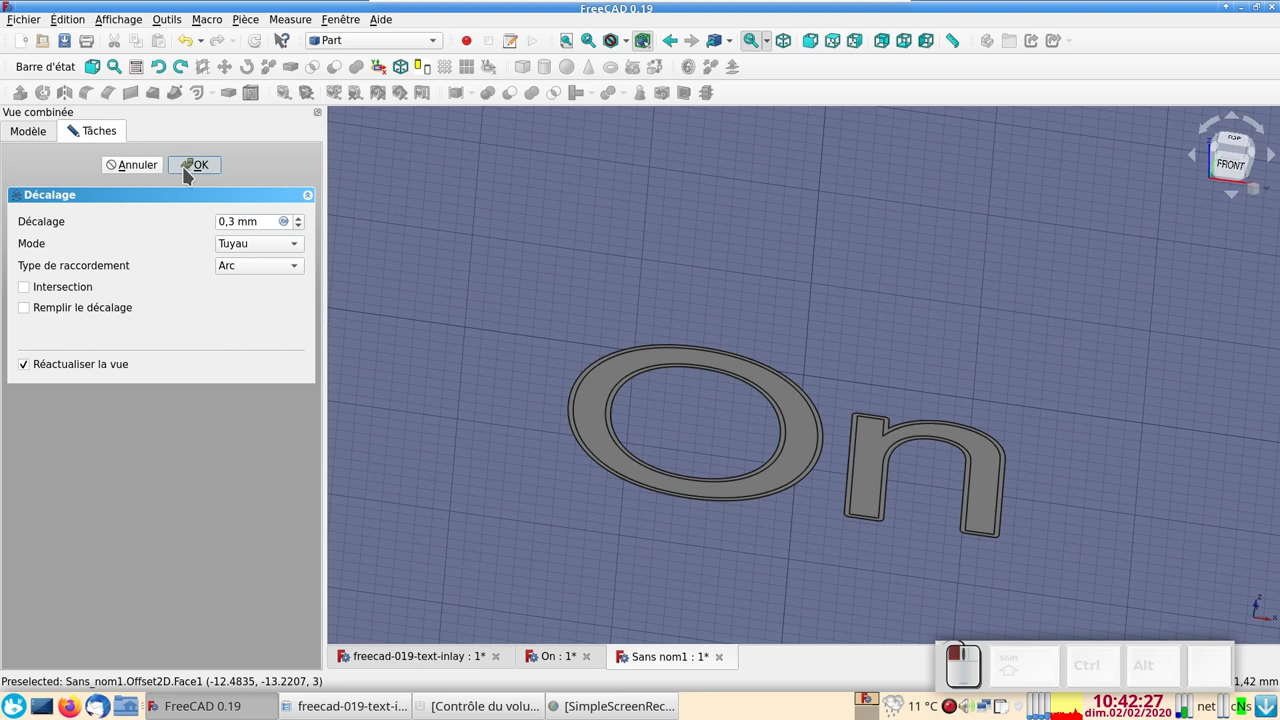 FreeCAD 0.19
Fichier Édition Affichage Outils Macro Pièce Measure Fenêtre Aide
Part
Barre d'état
Vue combinée
Modèle Tâches
Annuler OK
Décalage
Décalage 0,3 mm
Mode Tuyau
Type de raccordement Arc
Intersection
Remplir le décalage
Réactualiser la vue
FRONT
On
freecad-019-text-inlay : 1* On : 1* Sans nom1 : 1*
Shift Ctrl Alt
Preselected: Sans_nom1.Offset2D.Face1 (-12.4835, -13.2207, 3) 1,42 mm
FreeCAD 0.19 freecad-019-text-i... [Contrôle du volu... [SimpleScreenRec... 11 °C 10:42:27 net cNs
dim.02/02/2020